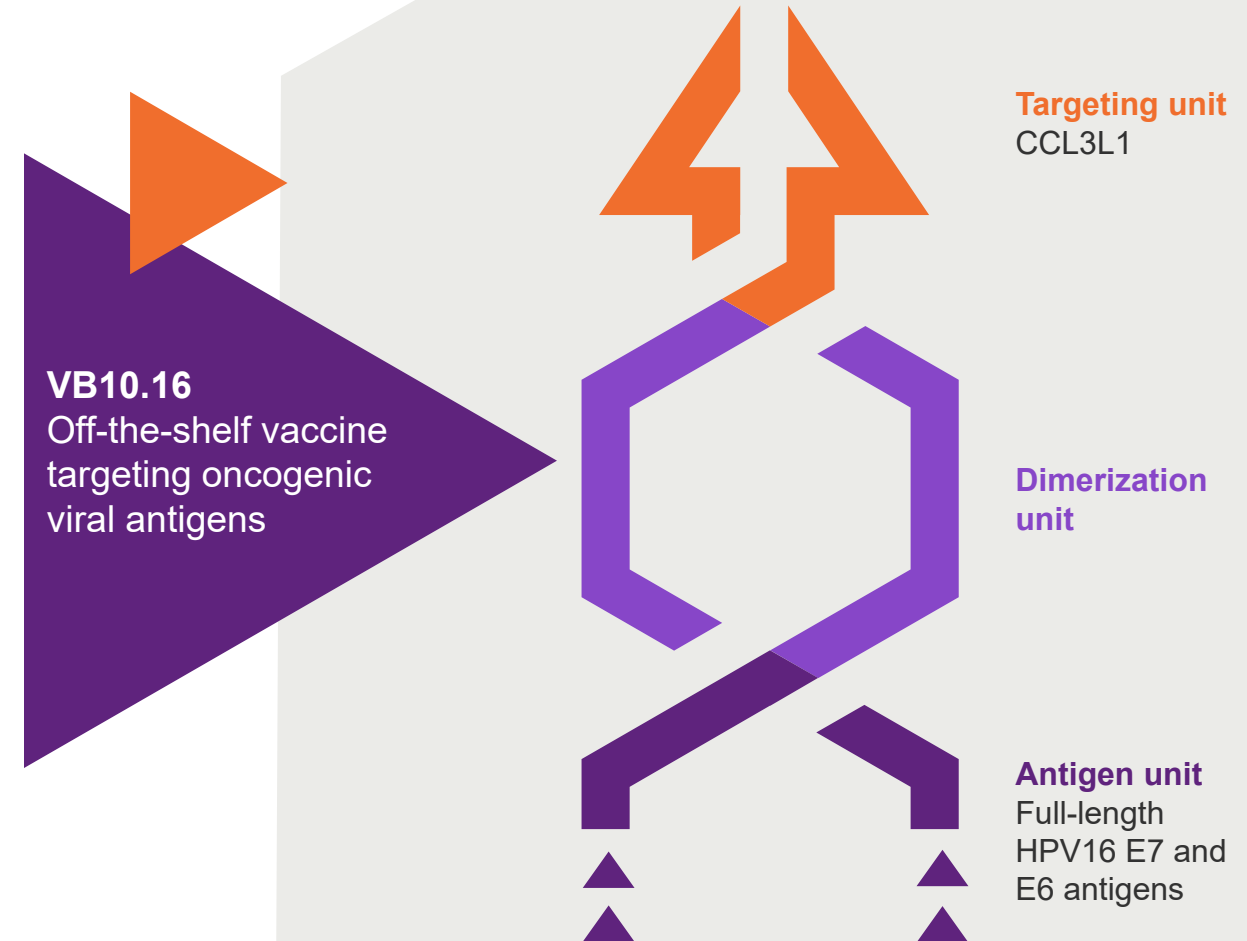 VB10.16
Off-the-shelf vaccine
targeting oncogenic
viral antigens
Targeting unit
CCL3L1
Dimerization
unit
Antigen unit
Full-length
HPV16 E7 and
E6 antigens